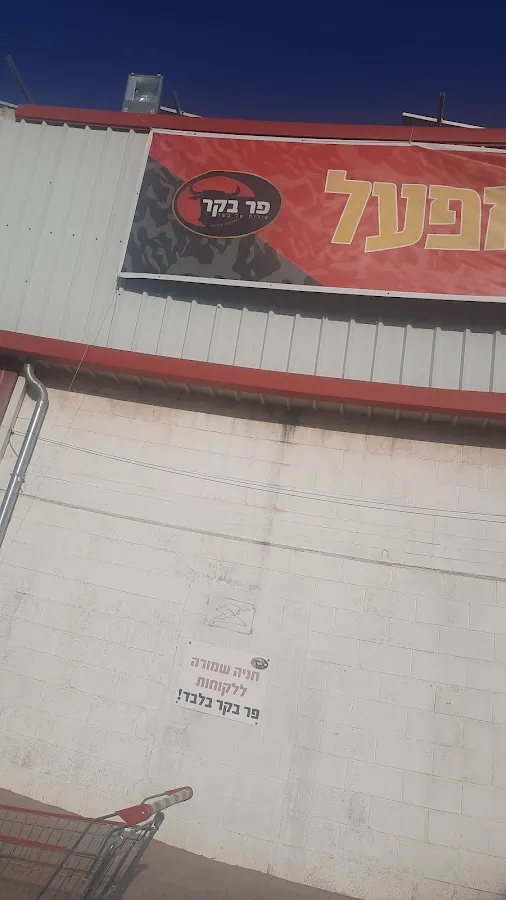 פר בקר
מפעל
חניה שמורה
ללקוחות
פר בקר בלבד!